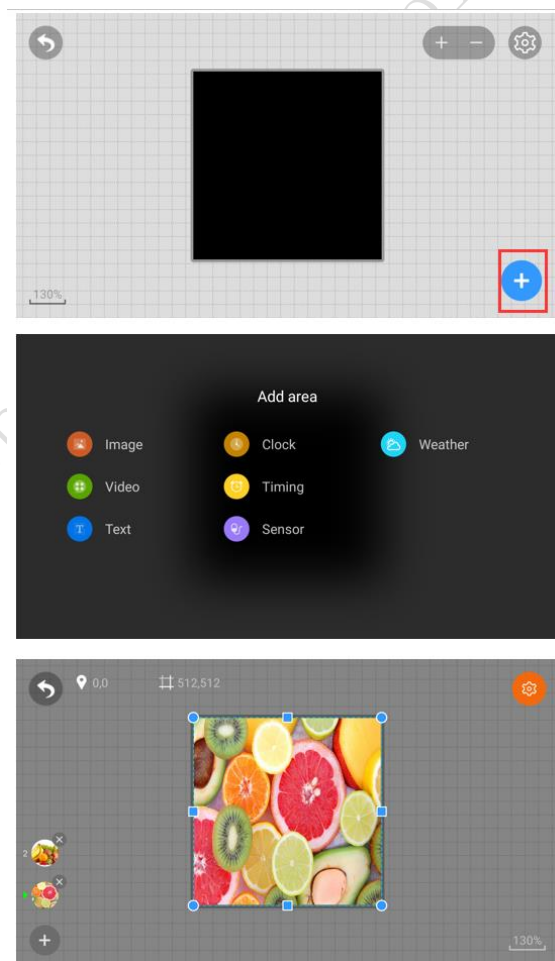 + −
130%
+
Add area
Image Clock Weather
Video Timing
T Text Sensor
0,0 512,512
2
+
130%